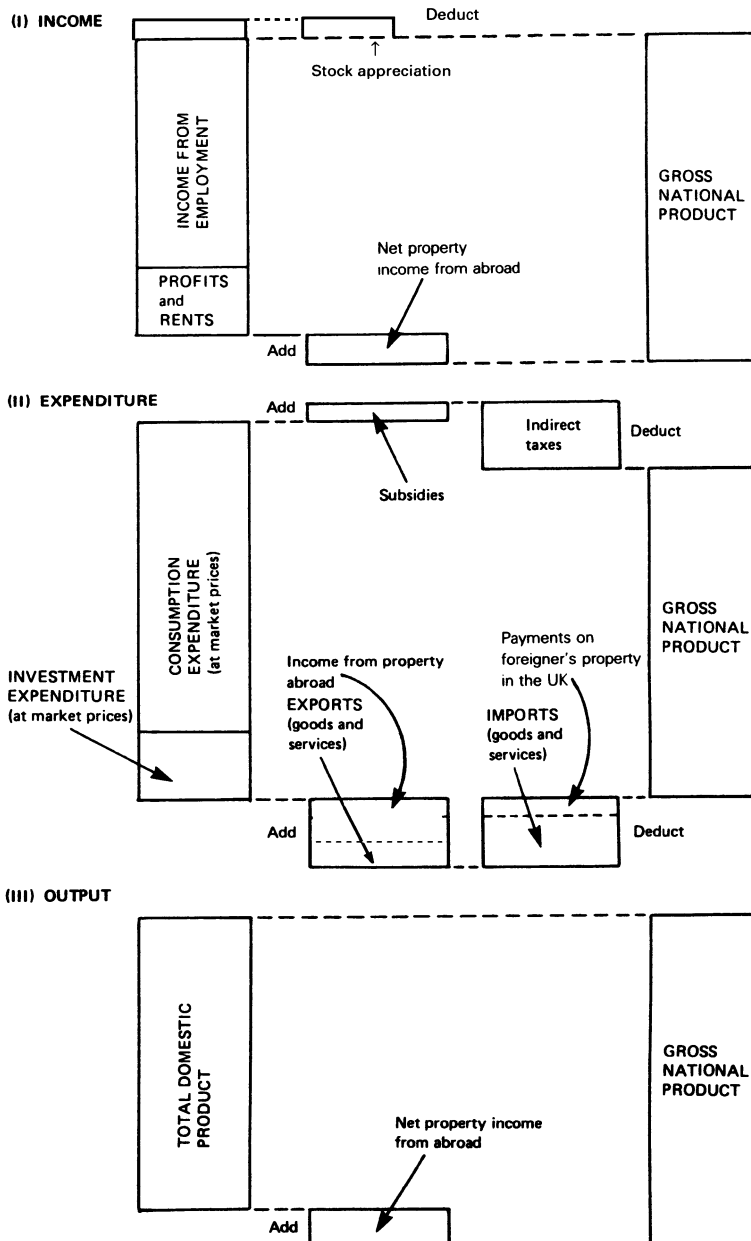 (I) INCOME
Deduct
Stock appreciation
INCOME FROM
EMPLOYMENT
GROSS
NATIONAL
PRODUCT
Net property
income from abroad
PROFITS
and
RENTS
Add
(II) EXPENDITURE
Add
Indirect
taxes
Deduct
Subsidies
CONSUMPTION
EXPENDITURE
(at market prices)
GROSS
NATIONAL
PRODUCT
Payments on
foreigner's property
in the UK
Income from property
abroad
EXPORTS
(goods and
services)
IMPORTS
(goods and
services)
INVESTMENT
EXPENDITURE
(at market prices)
Add
Deduct
(III) OUTPUT
TOTAL DOMESTIC
PRODUCT
GROSS
NATIONAL
PRODUCT
Net property income
from abroad
Add